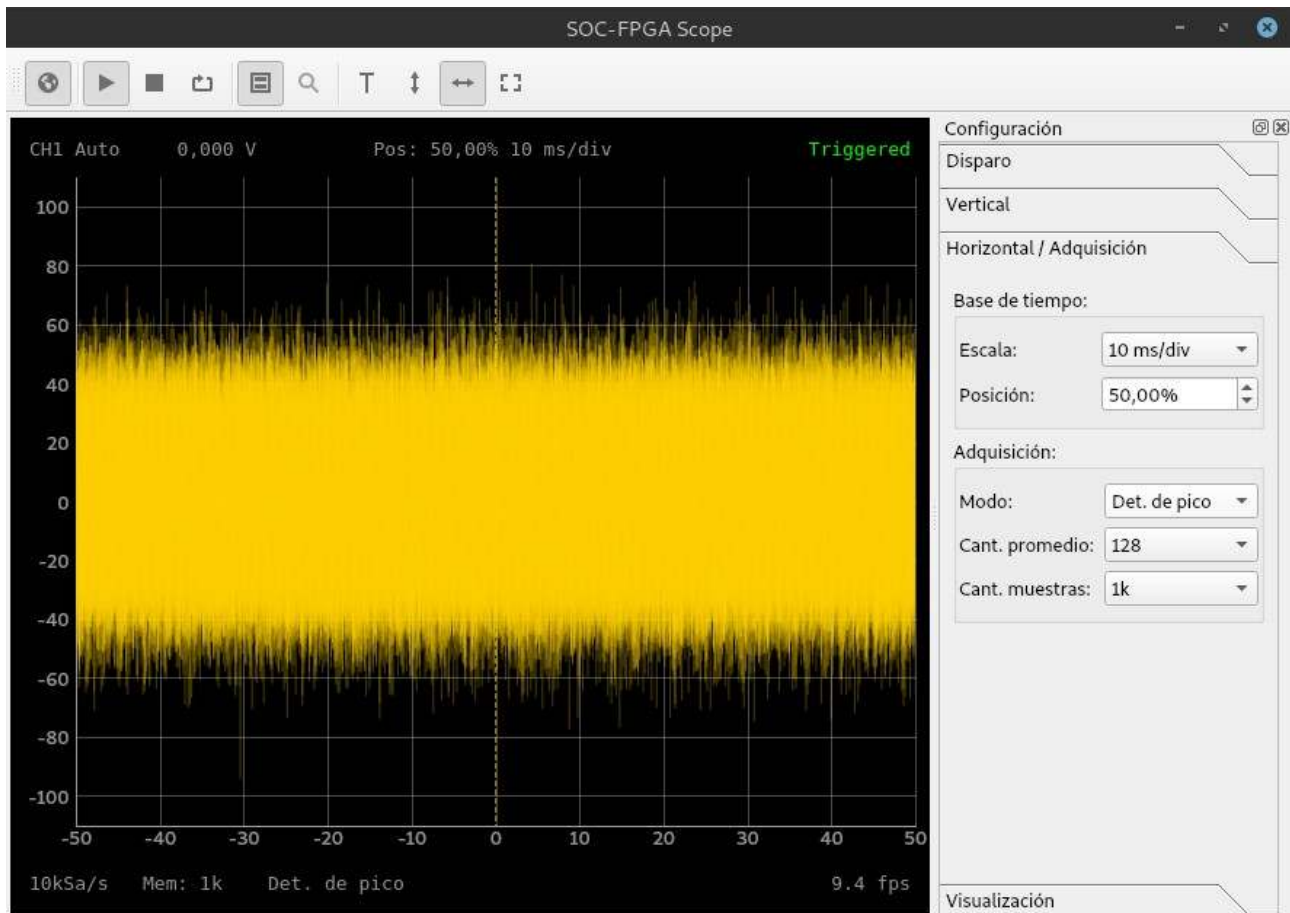 SOC-FPGA Scope
T
CH1 Auto 0,000 V Pos: 50,00% 10 ms/div Triggered
100
80
60
40
20
0
-20
-40
-60
-80
-100
-50 -40 -30 -20 -10 0 10 20 30 40 50
10kSa/s Mem: 1k Det. de pico 9.4 fps
Configuración
Disparo
Vertical
Horizontal / Adquisición
Base de tiempo:
Escala: 10 ms/div
Posición: 50,00%
Adquisición:
Modo: Det. de pico
Cant. promedio: 128
Cant. muestras: 1k
Visualización